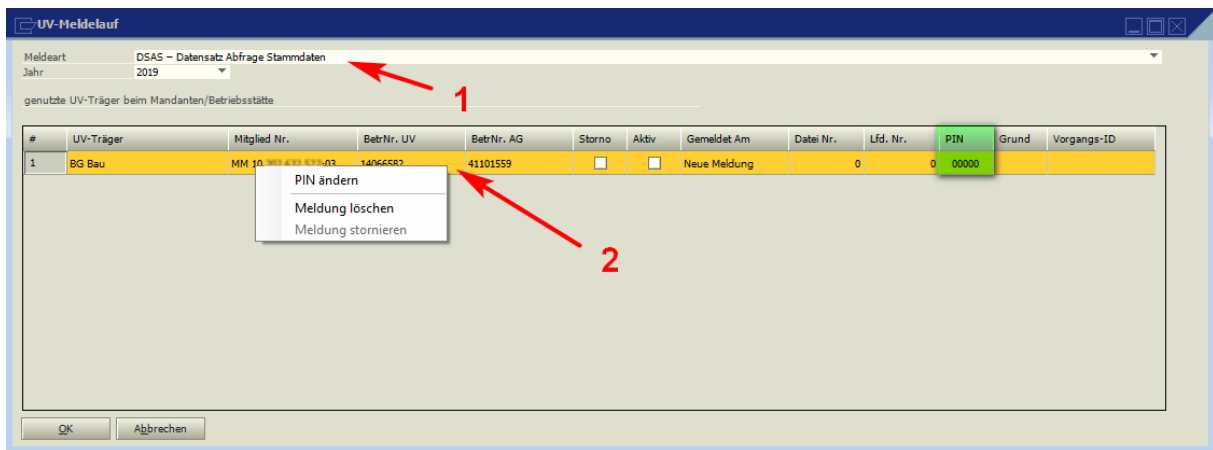 UV-Meldelauf
Meldeart DSAS – Datensatz Abfrage Stammdaten
Jahr 2019
1
genutzte UV-Träger beim Mandanten/Betriebsstätte
# UV-Träger Mitglied Nr. BetrNr. UV BetrNr. AG Storno Aktiv Gemeldet Am Datei Nr. Lfd. Nr. PIN Grund Vorgangs-ID
1 BG Bau MM 10 03 14066582 41101559 Neue Meldung 0 0 00000
PIN ändern
Meldung löschen
Meldung stornieren
2
OK Abbrechen